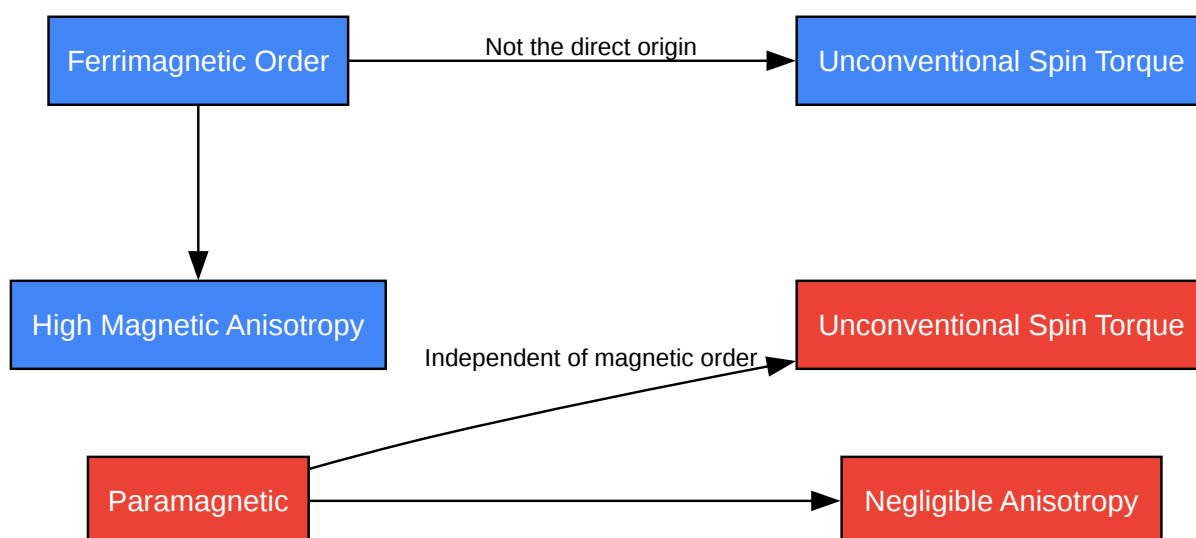 Ferrimagnetic Order
Not the direct origin
Unconventional Spin Torque
High Magnetic Anisotropy
Unconventional Spin Torque
Independent of magnetic order
Paramagnetic
Negligible Anisotropy